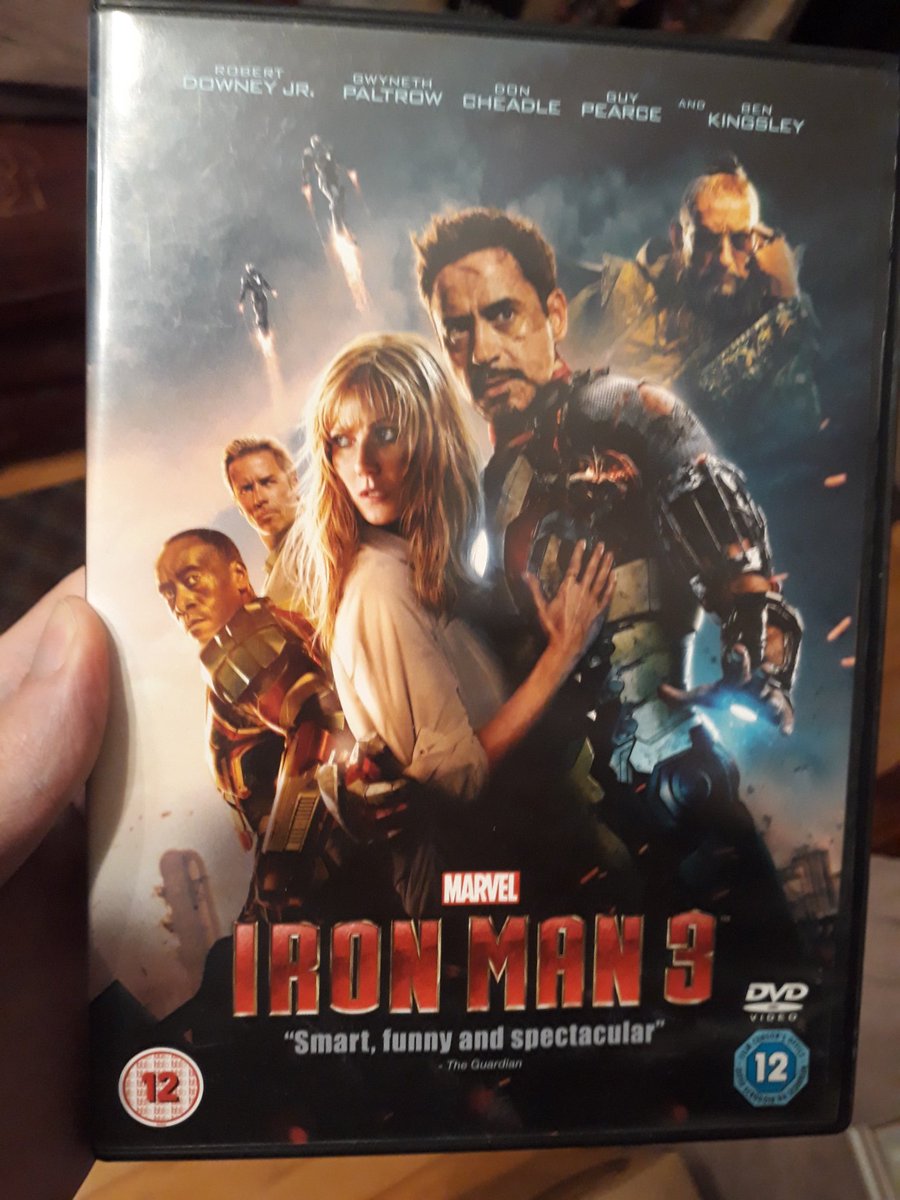 ROBERT DOWNEY JR.
GWYNETH PALTROW
DON CHEADLE
GUY PEARCE
AND
BEN KINGSLEY
MARVEL
IRON MAN 3™
"Smart, funny and spectacular"
- The Guardian
DVD
VIDEO
12
12